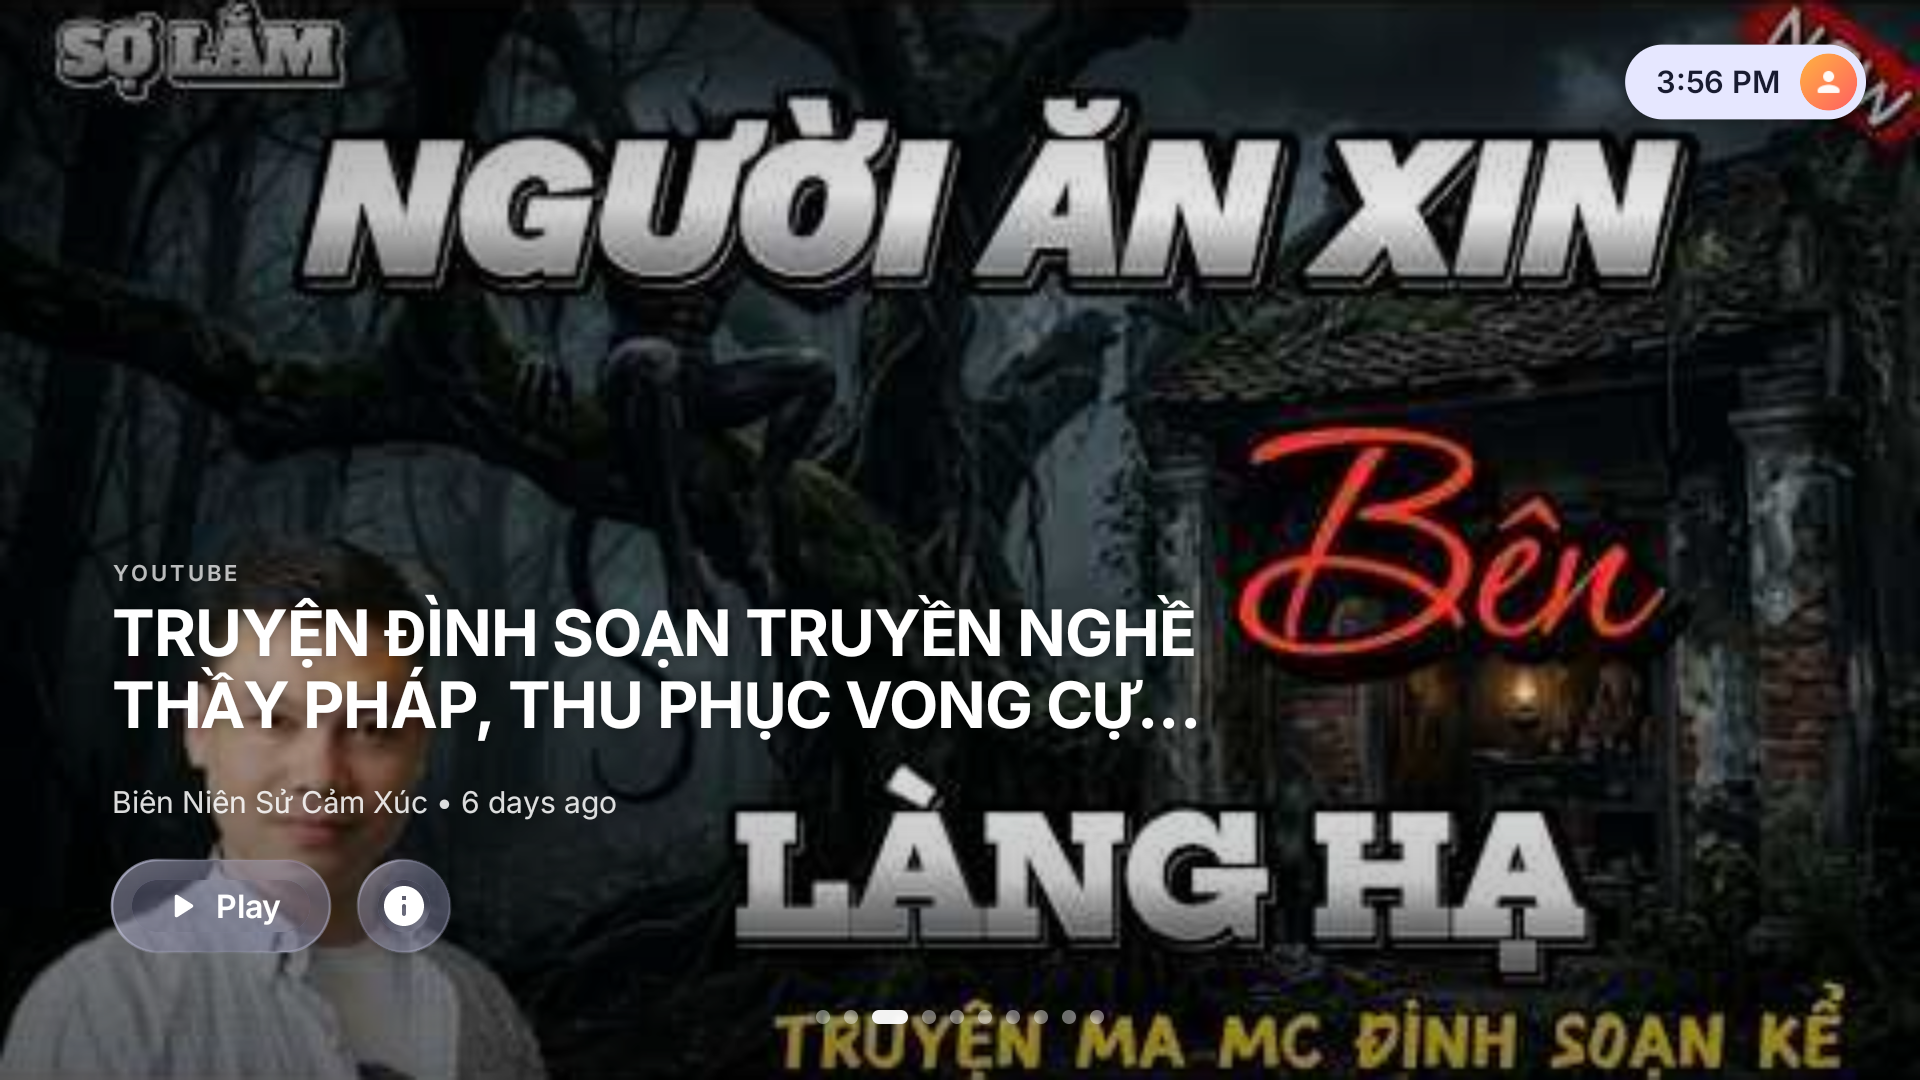 SỢ LẮM
NEW
3:56 PM
NGƯỜI ĂN XIN
Bên
YOUTUBE
TRUYỆN ĐÌNH SOẠN TRUYỀN NGHỀ
THẦY PHÁP, THU PHỤC VONG CỰ...
Biên Niên Sử Cảm Xúc • 6 days ago
LÀNG HẠ
Play
TRUYỆN MA MC ĐÌNH SOẠN KỂ